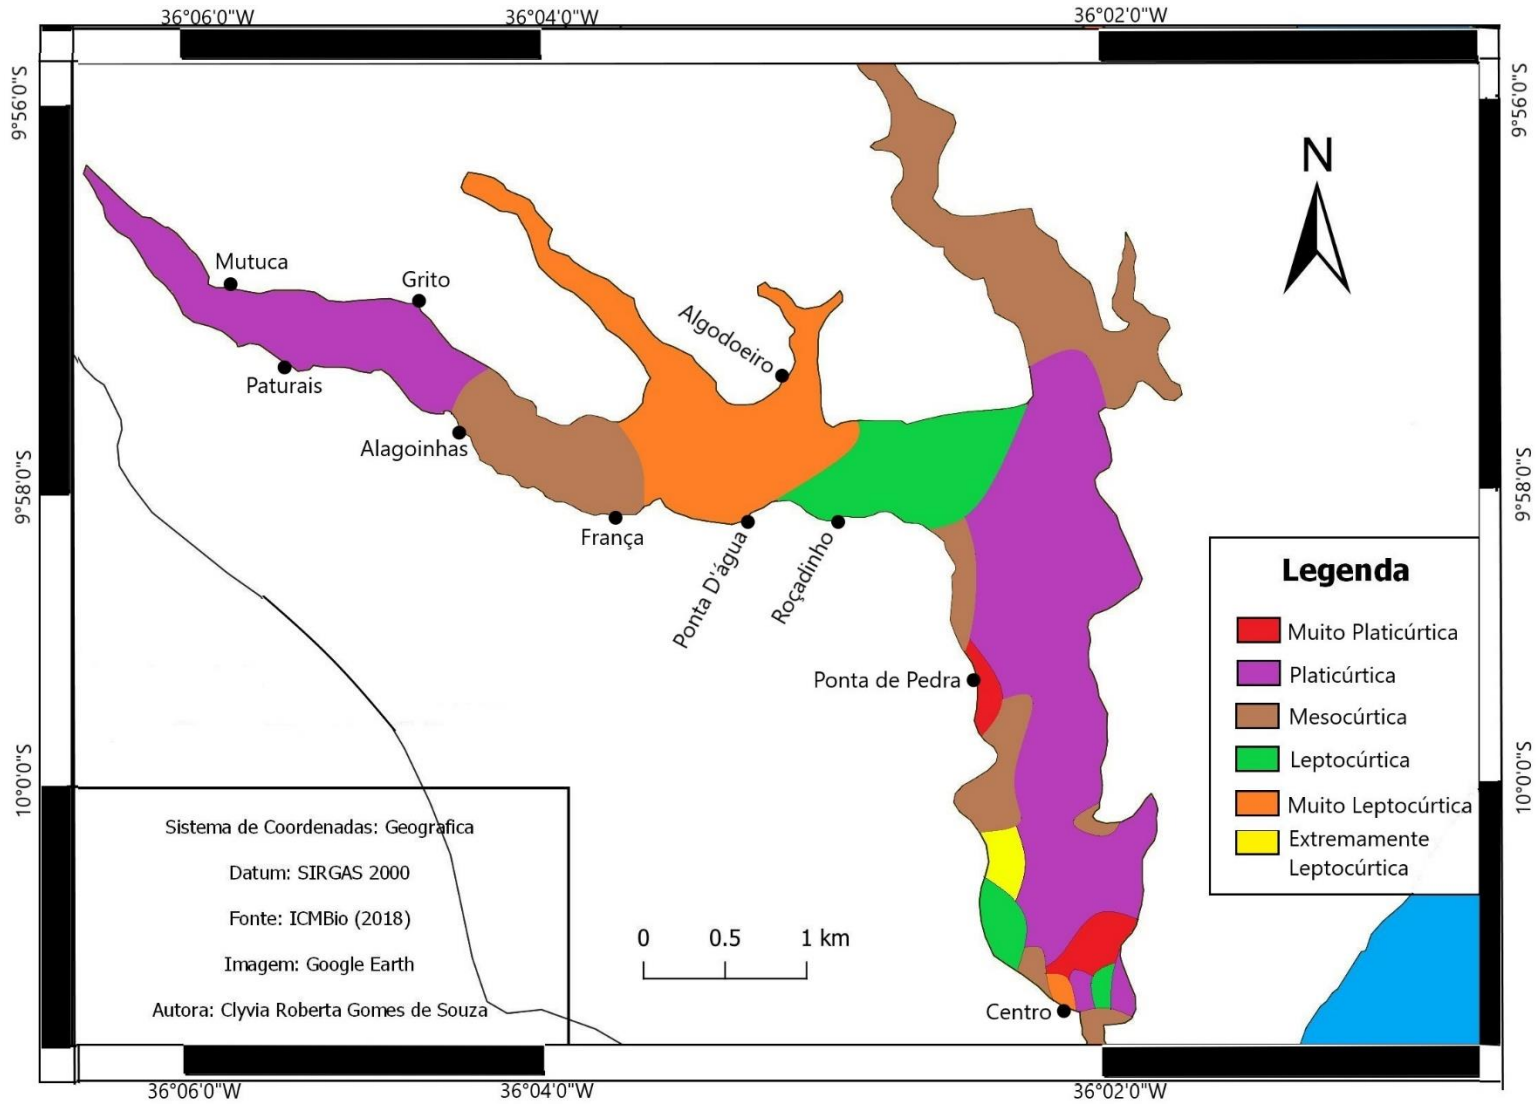 36°06'0"W
36°04'0"W
36°02'0"W
9°56'0"S
9°56'0"S
N
Mutuca
Grito
Algodoeiro
Paturais
Alagoinhas
9°58'0"S
9°58'0"S
França
Ponta D'água
Roçadinho
Ponta de Pedra
Legenda
Muito Platicúrtica
Platicúrtica
Mesocúrtica
Leptocúrtica
Muito Leptocúrtica
Extremamente
Leptocúrtica
10°0'0"S
10°0'0"S
Sistema de Coordenadas: Geografica
Datum: SIRGAS 2000
Fonte: ICMBio (2018)
Imagem: Google Earth
Autora: Clyvia Roberta Gomes de Souza
0 0.5 1 km
Centro
36°06'0"W
36°04'0"W
36°02'0"W